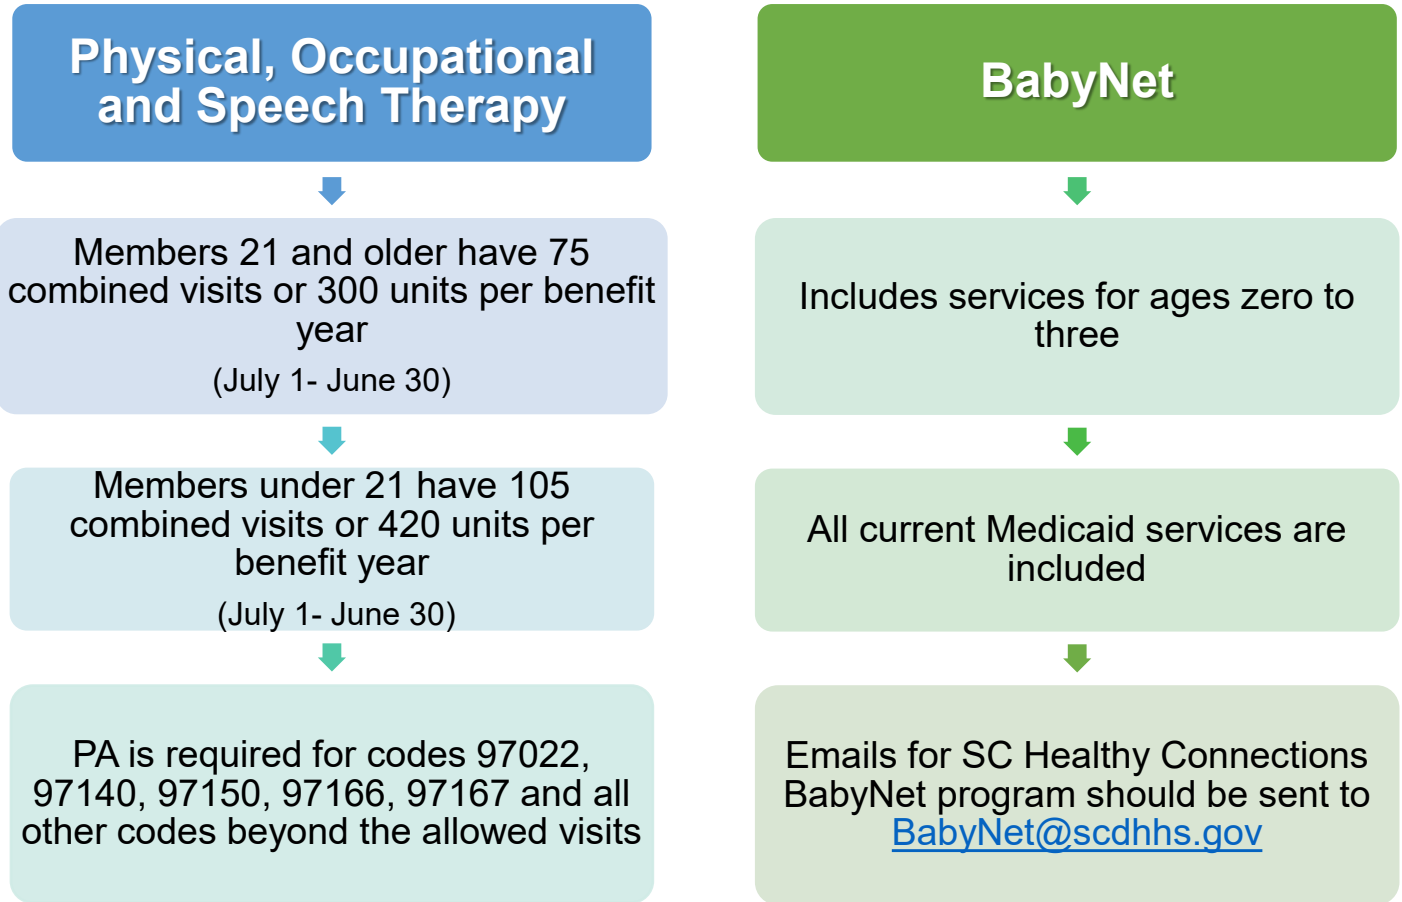 Physical, Occupational
and Speech Therapy
Members 21 and older have 75
combined visits or 300 units per benefit
year
(July 1- June 30)
Members under 21 have 105
combined visits or 420 units per
benefit year
(July 1- June 30)
PA is required for codes 97022,
97140, 97150, 97166, 97167 and all
other codes beyond the allowed visits
BabyNet
Includes services for ages zero to
three
All current Medicaid services are
included
Emails for SC Healthy Connections
BabyNet program should be sent to
BabyNet@scdhhs.gov